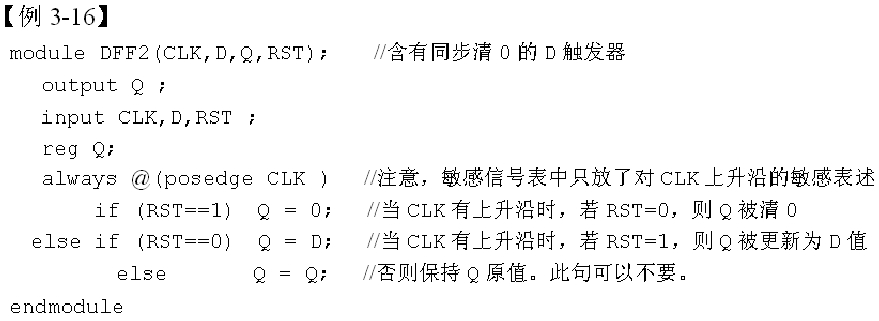 【例 3-16】
module DFF2(CLK,D,Q,RST); //含有同步清 0 的 D 触发器
output Q ;
input CLK,D,RST ;
reg Q;
always @(posedge CLK ) //注意，敏感信号表中只放了对 CLK 上升沿的敏感表述
if (RST==1) Q = 0; //当 CLK 有上升沿时，若 RST=0，则 Q 被清 0
else if (RST==0) Q = D; //当 CLK 有上升沿时，若 RST=1，则 Q 被更新为 D 值
else Q = Q; //否则保持 Q 原值。此句可以不要。
endmodule